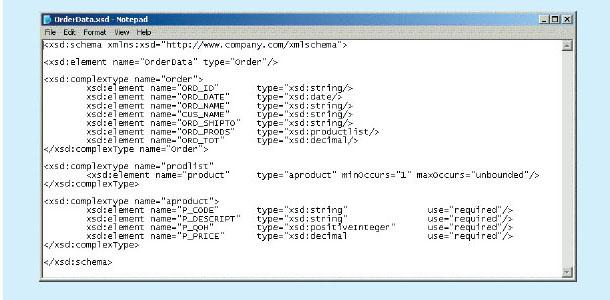 OrderData.xsd - Notepad
File Edit Format View Help
<xsd:schema xmlns:xsd="http://www.company.com/xmlschema">
<xsd:element name="OrderData" type="Order"/>
<xsd:complexType name="order">
xsd:element name="ORD_ID" type="xsd:string/>
xsd:element name="ORD_DATE" type="xsd:date/>
xsd:element name="ORD_NAME" type="xsd:string/>
xsd:element name="CUS_NAME" type="xsd:string/>
xsd:element name="ORD_SHIPTO" type="xsd:string/>
xsd:element name="ORD_PRODS" type="xsd:productlist/>
xsd:element name="ORD_TOT" type="xsd:decimal/>
</xsd:complexType name="Order">
<xsd:complexType name="prodlist"
<xsd:element name="product" type="aproduct" minOccurs="1" maxOccurs="unbounded"/>
</xsd:complexType>
<xsd:complexType name="aproduct">
xsd:element name="P_CODE" type="xsd:string" use="required"/>
xsd:element name="P_DESCRIPT" type="xsd:string" use="required"/>
xsd:element name="P_QOH" type="xsd:positiveInteger" use="required"/>
xsd:element name="P_PRICE" type="xsd:decimal use="required"/>
</xsd:complexType>
</xsd:schema>